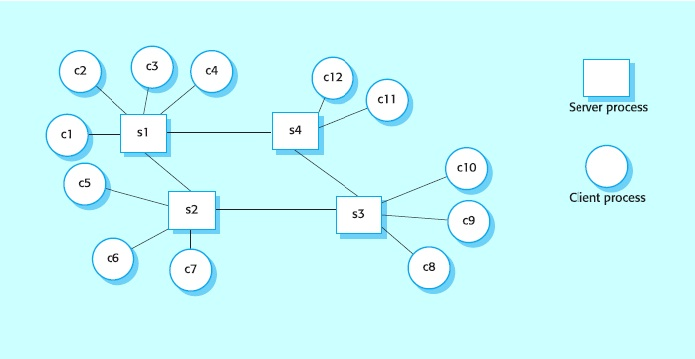 c2
c3
c4
c12
c11
c1
s1
s4
Server process
c5
c10
s2
s3
c9
Client process
c6
c7
c8